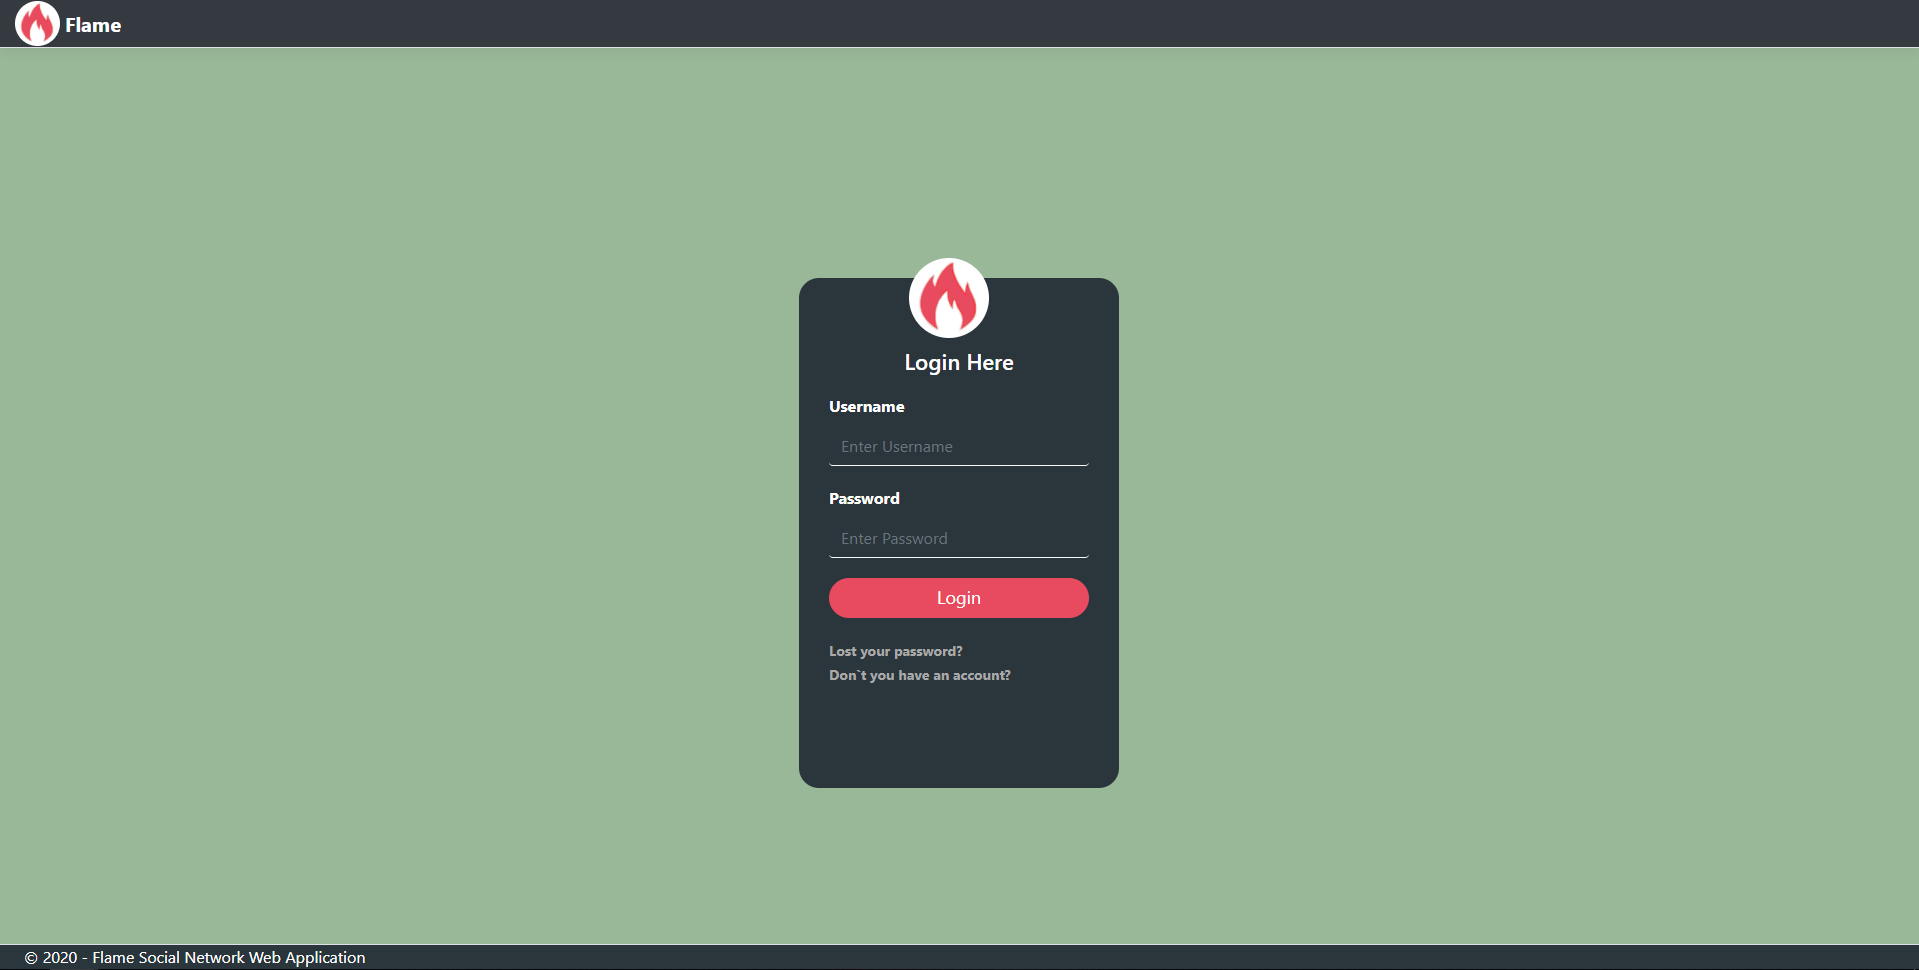 Flame
Login Here
Username
Enter Username
Password
Enter Password
Login
Lost your password?
Don`t you have an account?
© 2020 - Flame Social Network Web Application